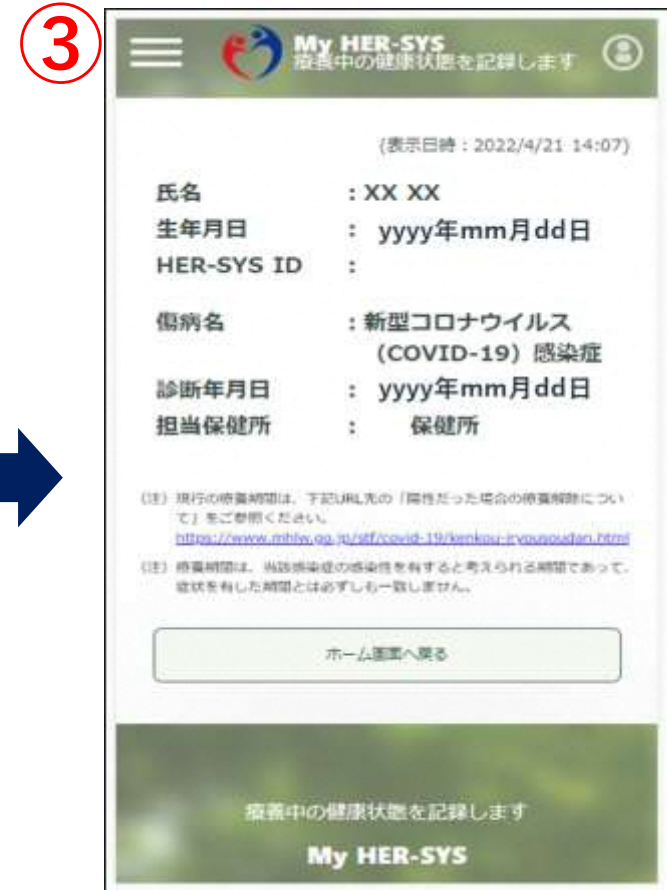 ③
My HER-SYS
療養中の健康状態を記録します
(表示日時：2022/4/21 14:07)
氏名 ：XX XX
生年月日 ： yyyy年mm月dd日
HER-SYS ID ：
傷病名 ：新型コロナウイルス
(COVID-19) 感染症
診断年月日 ： yyyy年mm月dd日
担当保健所 ： 保健所
(注) 現行の療養期間は、下記URL先の「陽性だった場合の療養解除につい
て」をご参照ください。
https://www.mhlw.go.jp/stf/covid-19/kenkou-iryousoudan.html
(注) 療養期間は、当該感染症の感染性を有すると考えられる期間であって、
症状を有した期間とは必ずしも一致しません。
ホーム画面へ戻る
療養中の健康状態を記録します
My HER-SYS